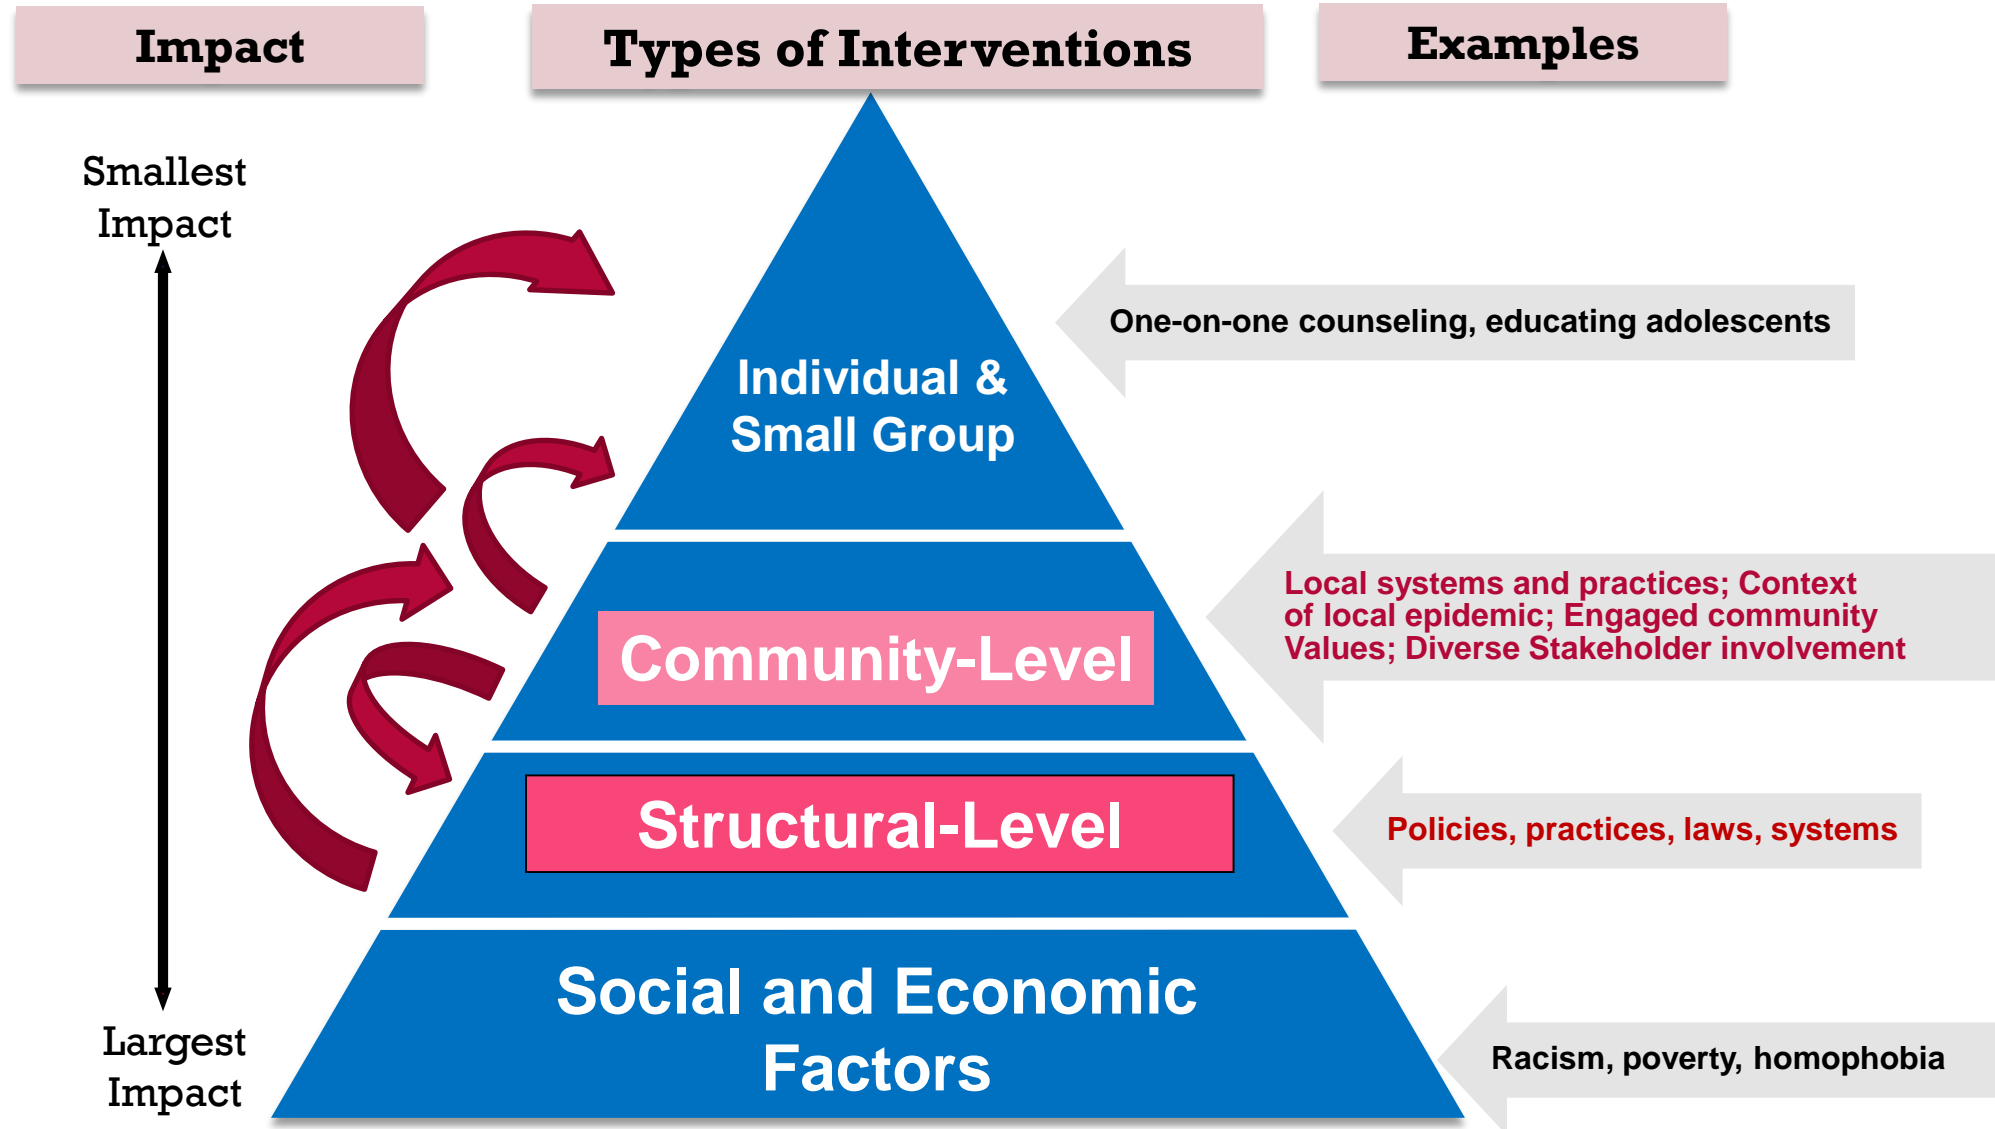 Impact
Types of Interventions
Examples
Smallest
Impact
One-on-one counseling, educating adolescents
Individual &
Small Group
Local systems and practices; Context
of local epidemic; Engaged community
Values; Diverse Stakeholder involvement
Community-Level
Structural-Level
Policies, practices, laws, systems
Social and Economic
Factors
Largest
Impact
Racism, poverty, homophobia